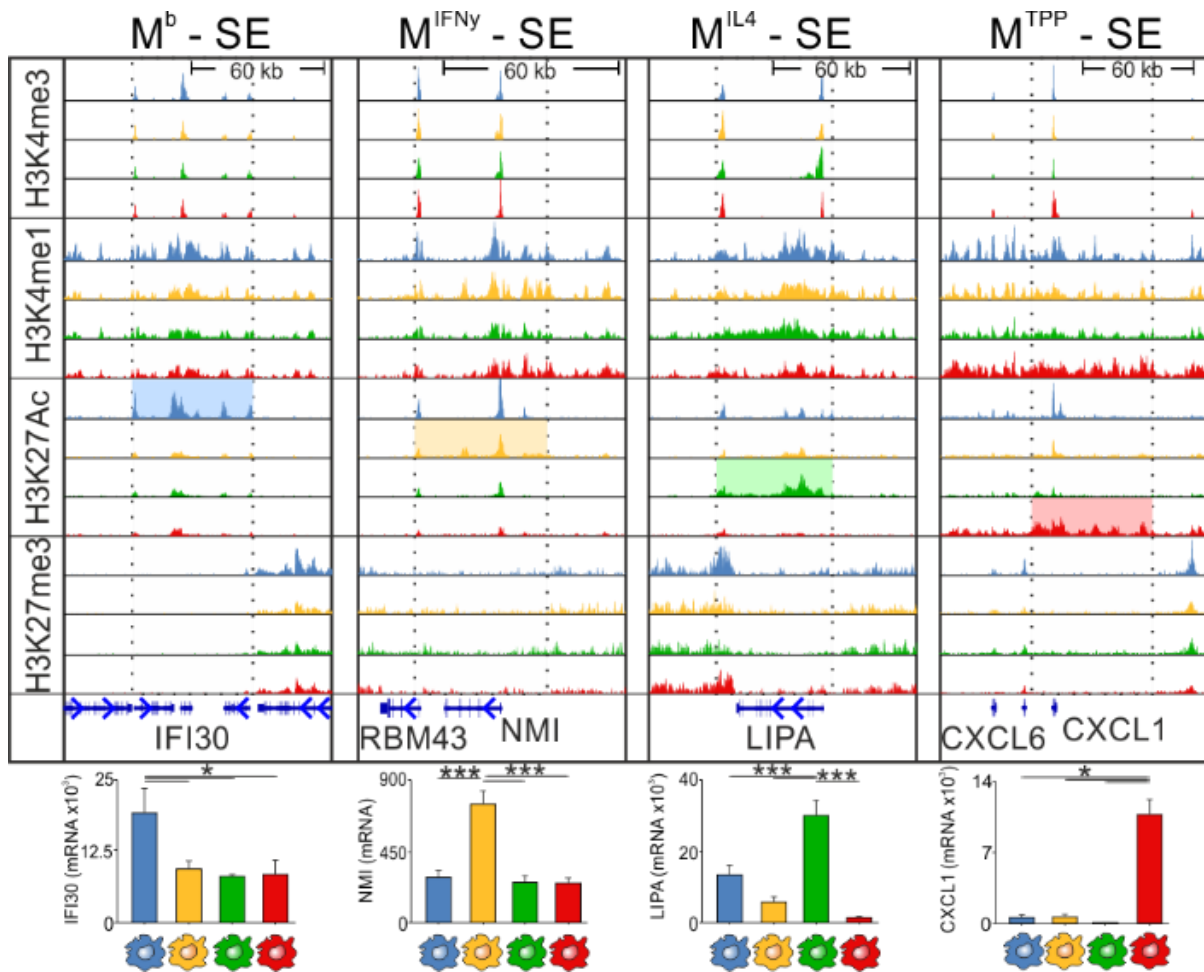 M^b - SE
M^IFNγ - SE
M^IL4 - SE
M^TPP - SE
60 kb
60 kb
60 kb
60 kb
H3K4me3
H3K4me1
H3K27Ac
H3K27me3
IFI30
RBM43
NMI
LIPA
CXCL6
CXCL1
IFI30 (mRNA x10³)
25
12.5
0
*
NMI (mRNA)
900
450
0
***
***
LIPA (mRNA x10³)
40
20
0
***
***
CXCL1 (mRNA x10³)
14
7
0
*